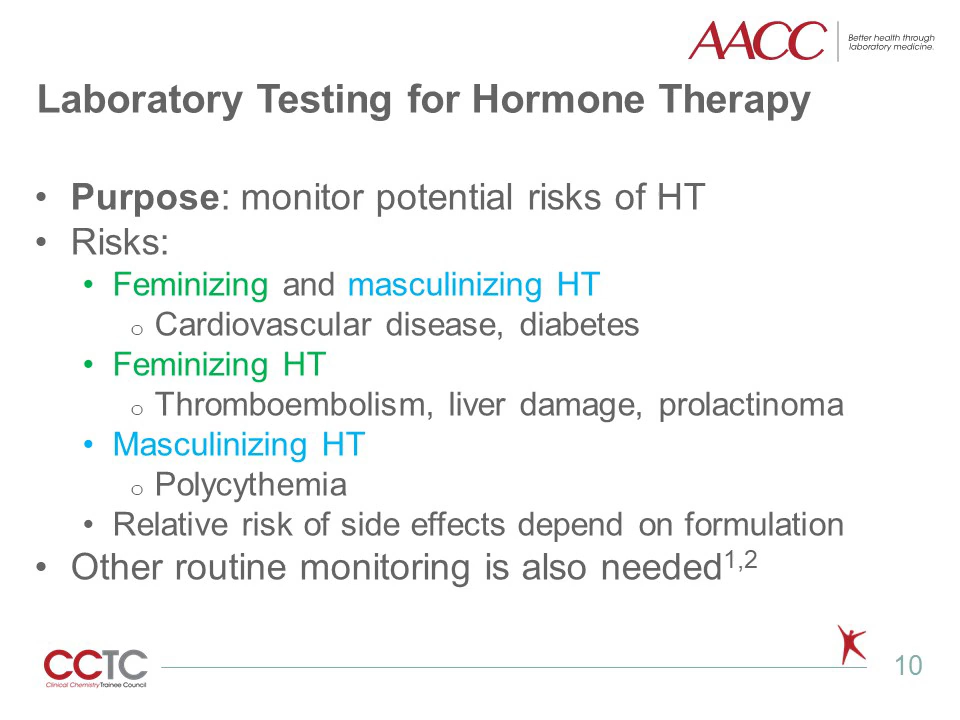 AACC
Better health through
laboratory medicine.
Laboratory Testing for Hormone Therapy
• Purpose: monitor potential risks of HT
• Risks:
• Feminizing and masculinizing HT
o Cardiovascular disease, diabetes
• Feminizing HT
o Thromboembolism, liver damage, prolactinoma
• Masculinizing HT
o Polycythemia
• Relative risk of side effects depend on formulation
• Other routine monitoring is also needed1,2
CCTC
Clinical Chemistry Trainee Council
10